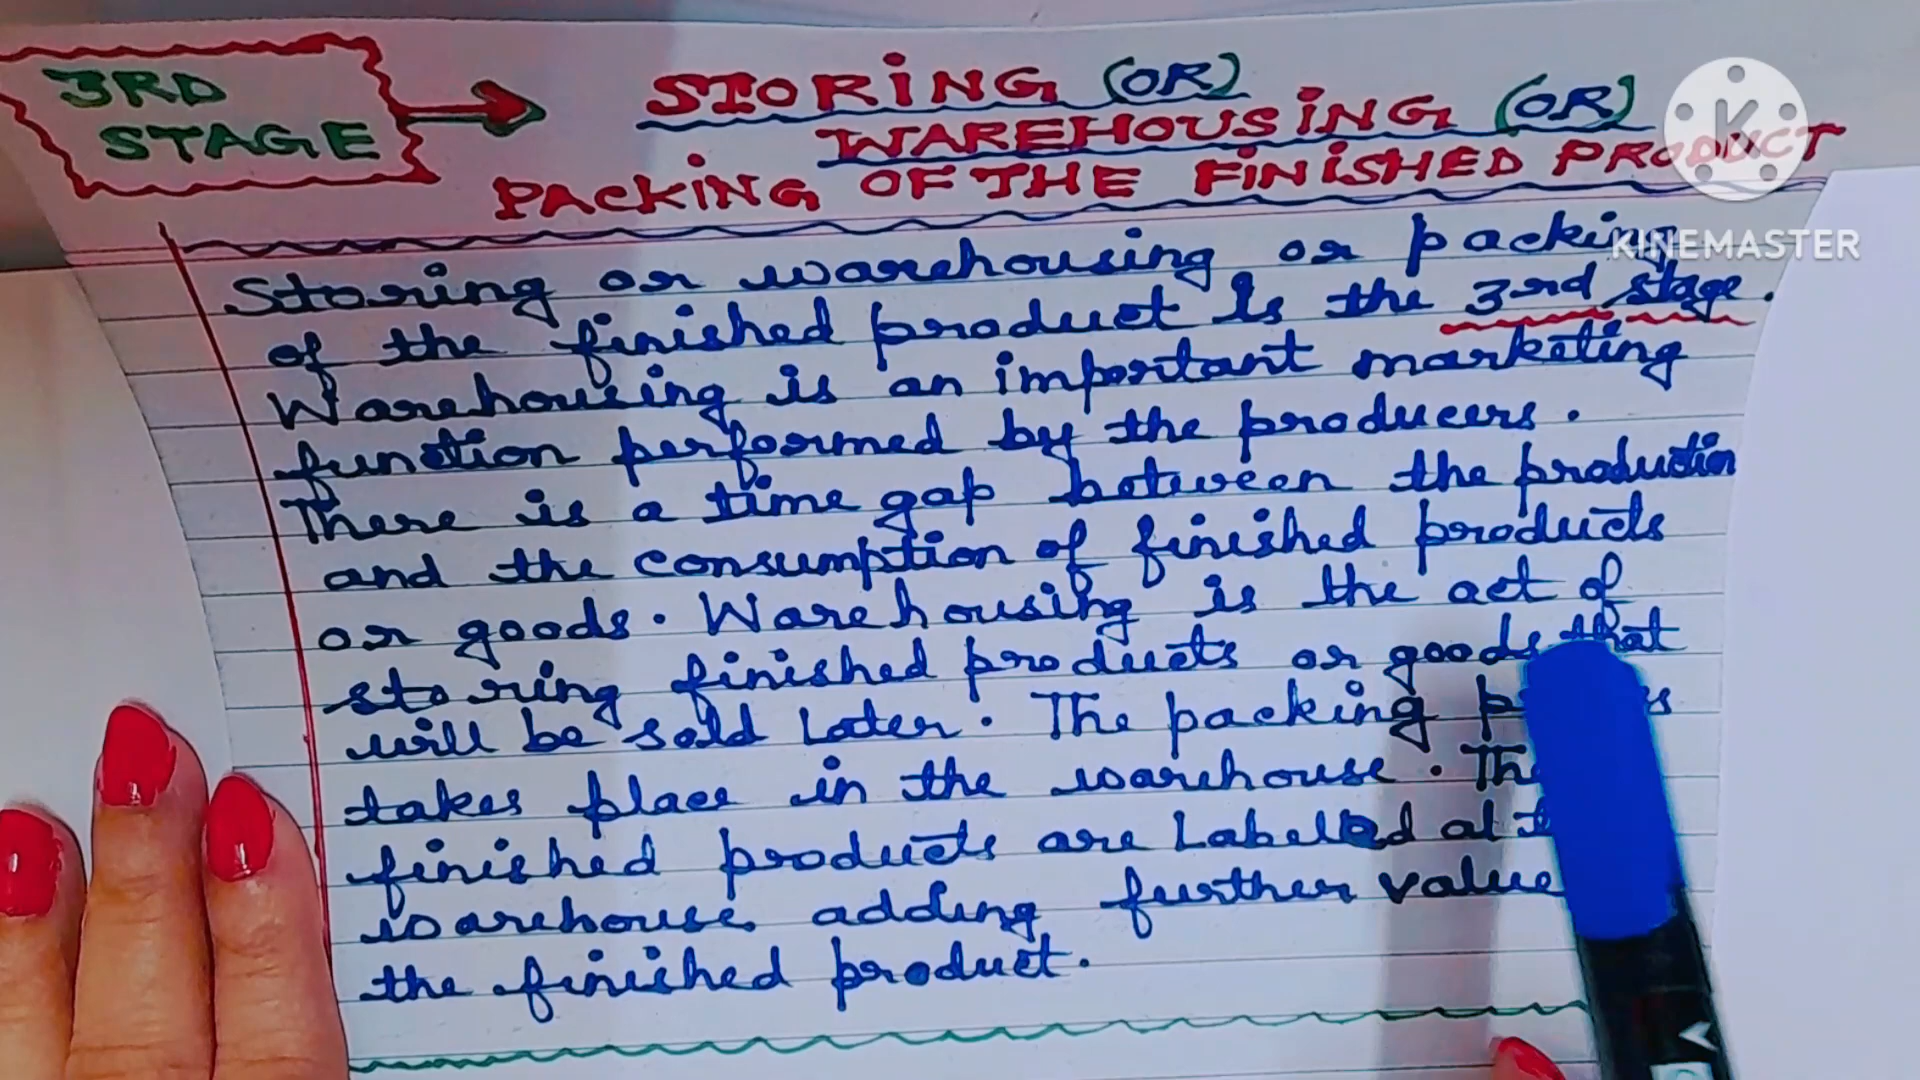 3RD
STAGE
STORING (OR)
WAREHOUSING (OR)
PACKING OF THE FINISHED PRODUCT
KINEMASTER
Storing or warehousing or packing
of the finished product is the 3rd stage.
Warehousing is an important marketing
function performed by the producers.
There is a time gap between the production
and the consumption of finished products
or goods. Warehousing is the act of
storing finished products or goods that
will be sold later. The packing
takes place in the warehouse. The
finished products are labelled at
warehouse adding further value
the finished product.